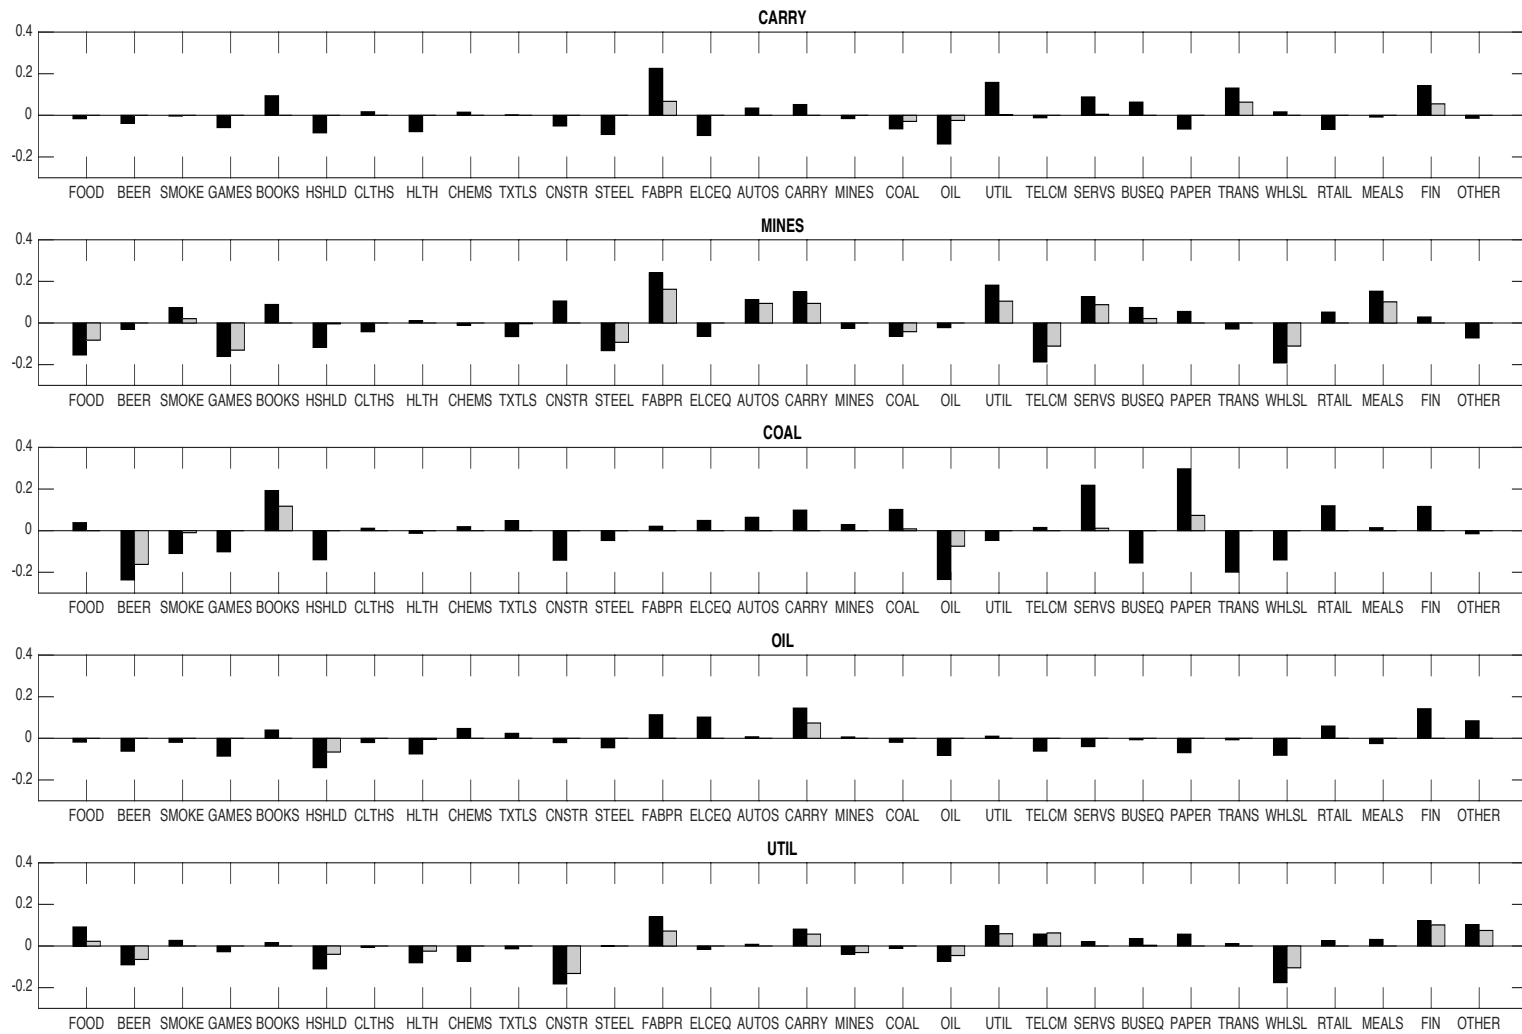 CARRY
0.4
0.2
0
-0.2
FOOD BEER SMOKE GAMES BOOKS HSHLD CLTHS HLTH CHEMS TXTLS CNSTR STEEL FABPR ELCEQ AUTOS CARRY MINES COAL OIL UTIL TELCM SERVS BUSEQ PAPER TRANS WHLSL RTAIL MEALS FIN OTHER
MINES
0.4
0.2
0
-0.2
FOOD BEER SMOKE GAMES BOOKS HSHLD CLTHS HLTH CHEMS TXTLS CNSTR STEEL FABPR ELCEQ AUTOS CARRY MINES COAL OIL UTIL TELCM SERVS BUSEQ PAPER TRANS WHLSL RTAIL MEALS FIN OTHER
COAL
0.4
0.2
0
-0.2
FOOD BEER SMOKE GAMES BOOKS HSHLD CLTHS HLTH CHEMS TXTLS CNSTR STEEL FABPR ELCEQ AUTOS CARRY MINES COAL OIL UTIL TELCM SERVS BUSEQ PAPER TRANS WHLSL RTAIL MEALS FIN OTHER
OIL
0.4
0.2
0
-0.2
FOOD BEER SMOKE GAMES BOOKS HSHLD CLTHS HLTH CHEMS TXTLS CNSTR STEEL FABPR ELCEQ AUTOS CARRY MINES COAL OIL UTIL TELCM SERVS BUSEQ PAPER TRANS WHLSL RTAIL MEALS FIN OTHER
UTIL
0.4
0.2
0
-0.2
FOOD BEER SMOKE GAMES BOOKS HSHLD CLTHS HLTH CHEMS TXTLS CNSTR STEEL FABPR ELCEQ AUTOS CARRY MINES COAL OIL UTIL TELCM SERVS BUSEQ PAPER TRANS WHLSL RTAIL MEALS FIN OTHER